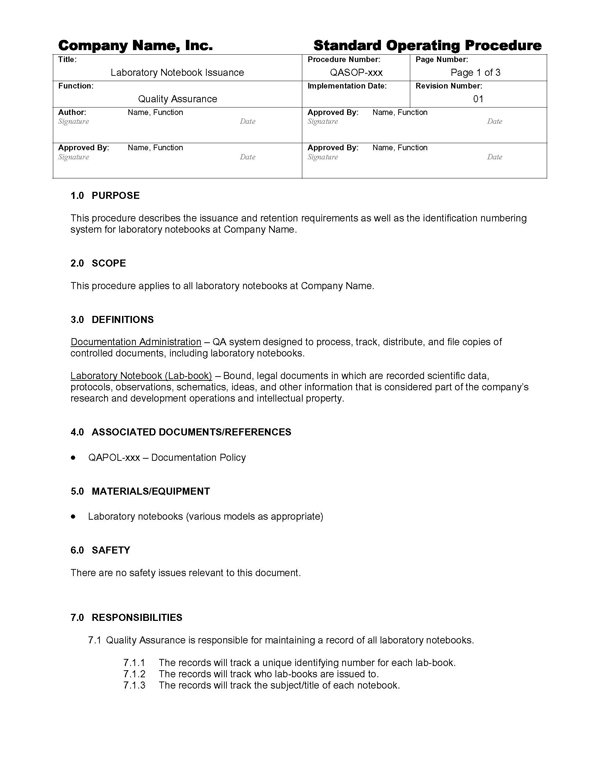 Company Name, Inc. Standard Operating Procedure
Title: Procedure Number: Page Number:
Laboratory Notebook Issuance QASOP-xxx Page 1 of 3
Function: Implementation Date: Revision Number:
Quality Assurance 01
Author: Name, Function Approved By: Name, Function
Signature Date Signature Date
Approved By: Name, Function Approved By: Name, Function
Signature Date Signature Date
1.0 PURPOSE
This procedure describes the issuance and retention requirements as well as the identification numbering
system for laboratory notebooks at Company Name.
2.0 SCOPE
This procedure applies to all laboratory notebooks at Company Name.
3.0 DEFINITIONS
Documentation Administration – QA system designed to process, track, distribute, and file copies of
controlled documents, including laboratory notebooks.
Laboratory Notebook (Lab-book) – Bound, legal documents in which are recorded scientific data,
protocols, observations, schematics, ideas, and other information that is considered part of the company's
research and development operations and intellectual property.
4.0 ASSOCIATED DOCUMENTS/REFERENCES
• QAPOL-xxx – Documentation Policy
5.0 MATERIALS/EQUIPMENT
• Laboratory notebooks (various models as appropriate)
6.0 SAFETY
There are no safety issues relevant to this document.
7.0 RESPONSIBILITIES
7.1 Quality Assurance is responsible for maintaining a record of all laboratory notebooks.
7.1.1 The records will track a unique identifying number for each lab-book.
7.1.2 The records will track who lab-books are issued to.
7.1.3 The records will track the subject/title of each notebook.